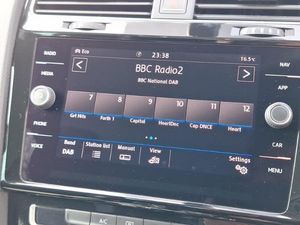 RADIO
MEDIA
PHONE
VOICE
Eco
23:38
16.5°C
<
BBC Radio2
>
BBC National DAB
7 8 9 10 11 12
Get Hits Forth 1 Capital HeartDnc Cap DNCE Heart
Band DAB
Station list
Manual
View
Settings
NAV
APP
CAR
MENU
A/C